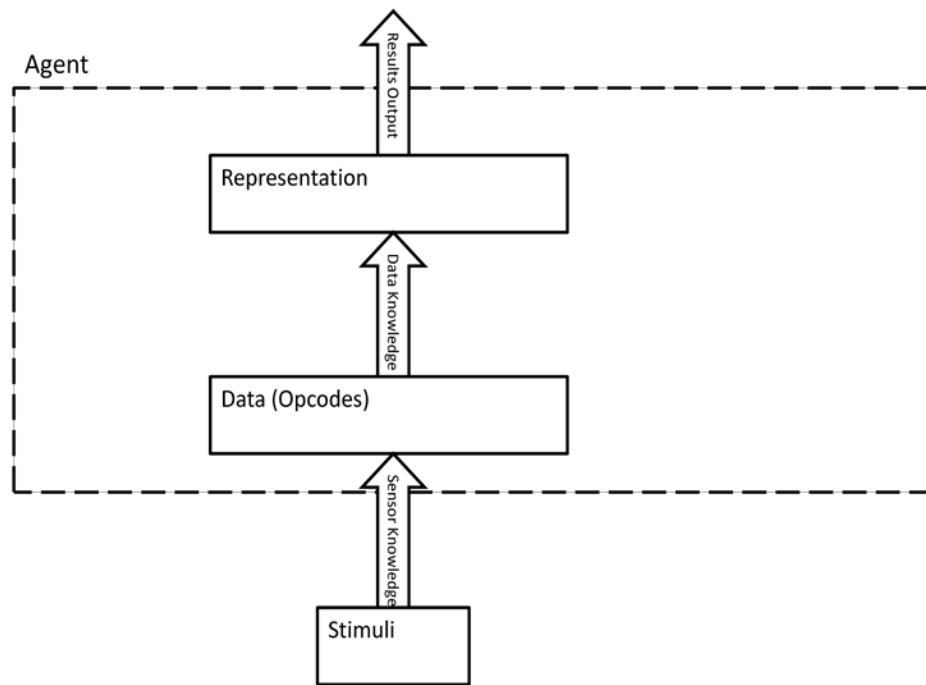 Results Output
Agent
Representation
Data Knowledge
Data (Opcodes)
Sensor Knowledge
Stimuli